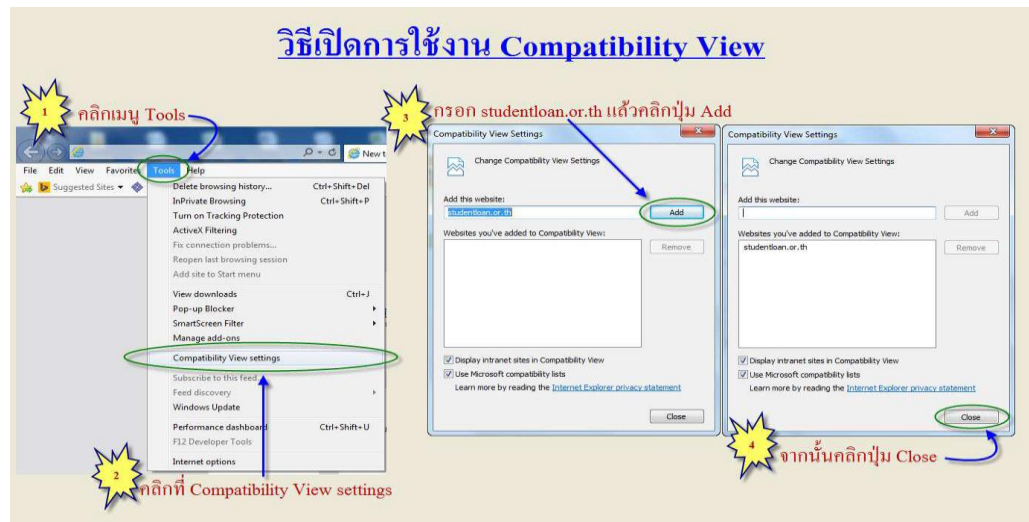 วิธีเปิดการใช้งาน Compatibility View
1 คลิกเมนู Tools
New t
File Edit View Favorites Tools Help
Suggested Sites
Delete browsing history... Ctrl+Shift+Del
InPrivate Browsing Ctrl+Shift+P
Turn on Tracking Protection
ActiveX Filtering
Fix connection problems...
Reopen last browsing session
Add site to Start menu
View downloads Ctrl+J
Pop-up Blocker
SmartScreen Filter
Manage add-ons
Compatibility View settings
Subscribe to this feed...
Feed discovery
Windows Update
Performance dashboard Ctrl+Shift+U
F12 Developer Tools
Internet options
2 คลิกที่ Compatibility View settings
3 กรอก studentloan.or.th แล้วคลิกปุ่ม Add
Compatibility View Settings
Change Compatibility View Settings
Add this website:
studentloan.or.th Add
Websites you've added to Compatibility View:
Remove
Display intranet sites in Compatibility View
Use Microsoft compatibility lists
Learn more by reading the Internet Explorer privacy statement
Close
Compatibility View Settings
Change Compatibility View Settings
Add this website:
Add
Websites you've added to Compatibility View:
studentloan.or.th Remove
Display intranet sites in Compatibility View
Use Microsoft compatibility lists
Learn more by reading the Internet Explorer privacy statement
Close
4 จากนั้นคลิกปุ่ม Close